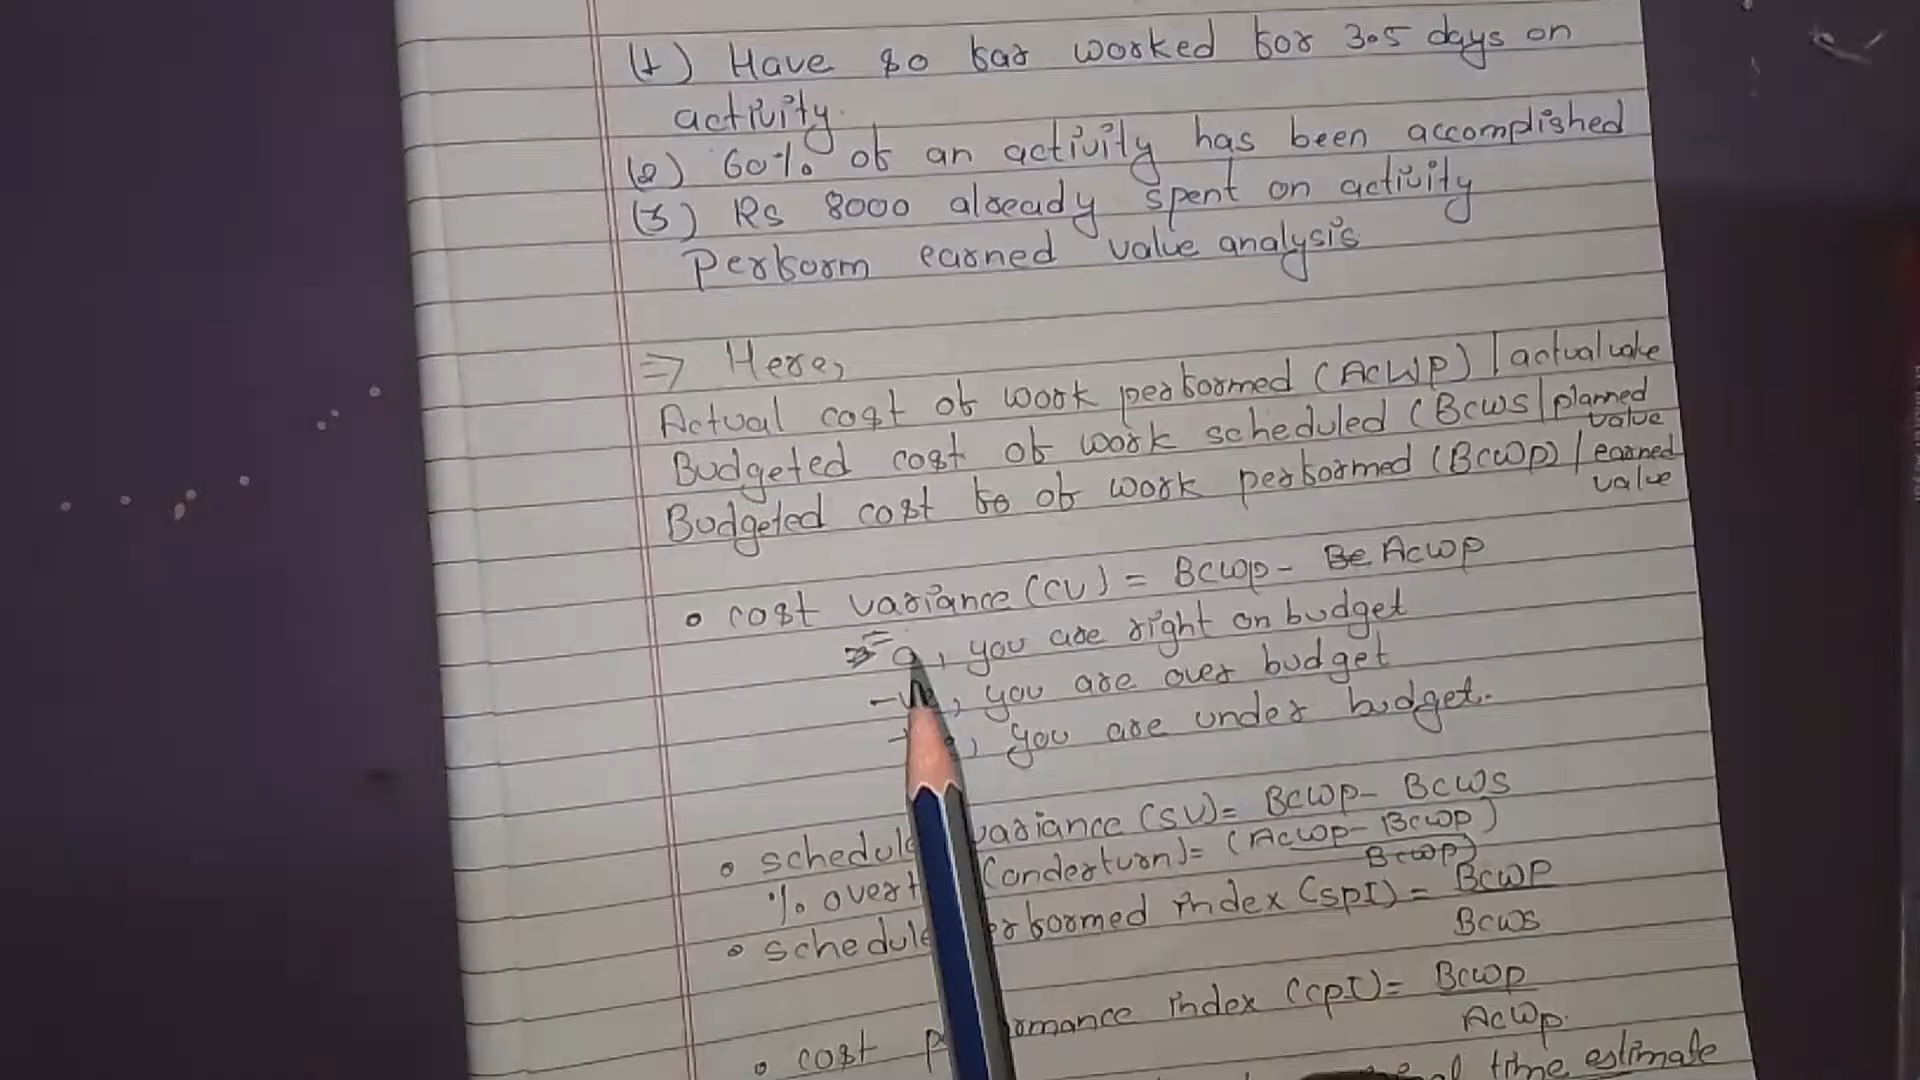 (1) Have so far worked for 3.5 days on
activity.
(2) 60% of an activity has been accomplished
(3) Rs 8000 already spent on activity
Perform earned value analysis
⇒ Here,
Actual cost of work performed (ACWP) | actual value
Budgeted cost of work scheduled (BCWS | planned value
Budgeted cost of work performed (BCWP) / earned value
• cost variance (CV) = BCWP - ACWP
= 0, you are right on budget
-ve, you are over budget
you are under budget.
• schedule variance (SV) = BCWP - BCWS
% (underturn) = (ACWP - BCWP) / BCWP
• schedule index (SPI) = BCWP / BCWS
• cost index (CPI) = BCWP / ACWP.
time estimate